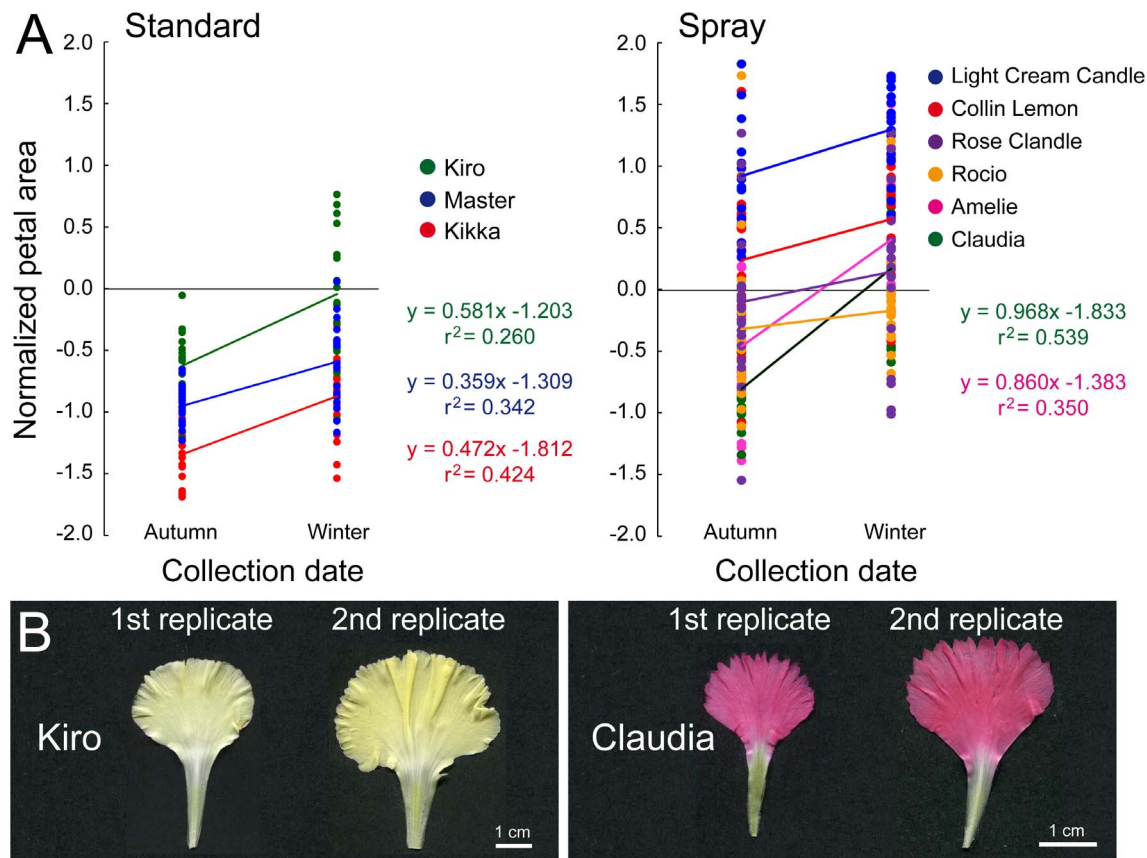 A
Standard
Normalized petal area
2.0
1.5
1.0
0.5
0.0
-0.5
-1.0
-1.5
-2.0
Kiro
Master
Kikka
y = 0.581x -1.203
r² = 0.260
y = 0.359x -1.309
r² = 0.342
y = 0.472x -1.812
r² = 0.424
Autumn Winter
Collection date
Spray
2.0
1.5
1.0
0.5
0.0
-0.5
-1.0
-1.5
-2.0
Light Cream Candle
Collin Lemon
Rose Clandle
Rocio
Amelie
Claudia
y = 0.968x -1.833
r² = 0.539
y = 0.860x -1.383
r² = 0.350
Autumn Winter
Collection date
B
1st replicate 2nd replicate
Kiro
1 cm
1st replicate 2nd replicate
Claudia
1 cm